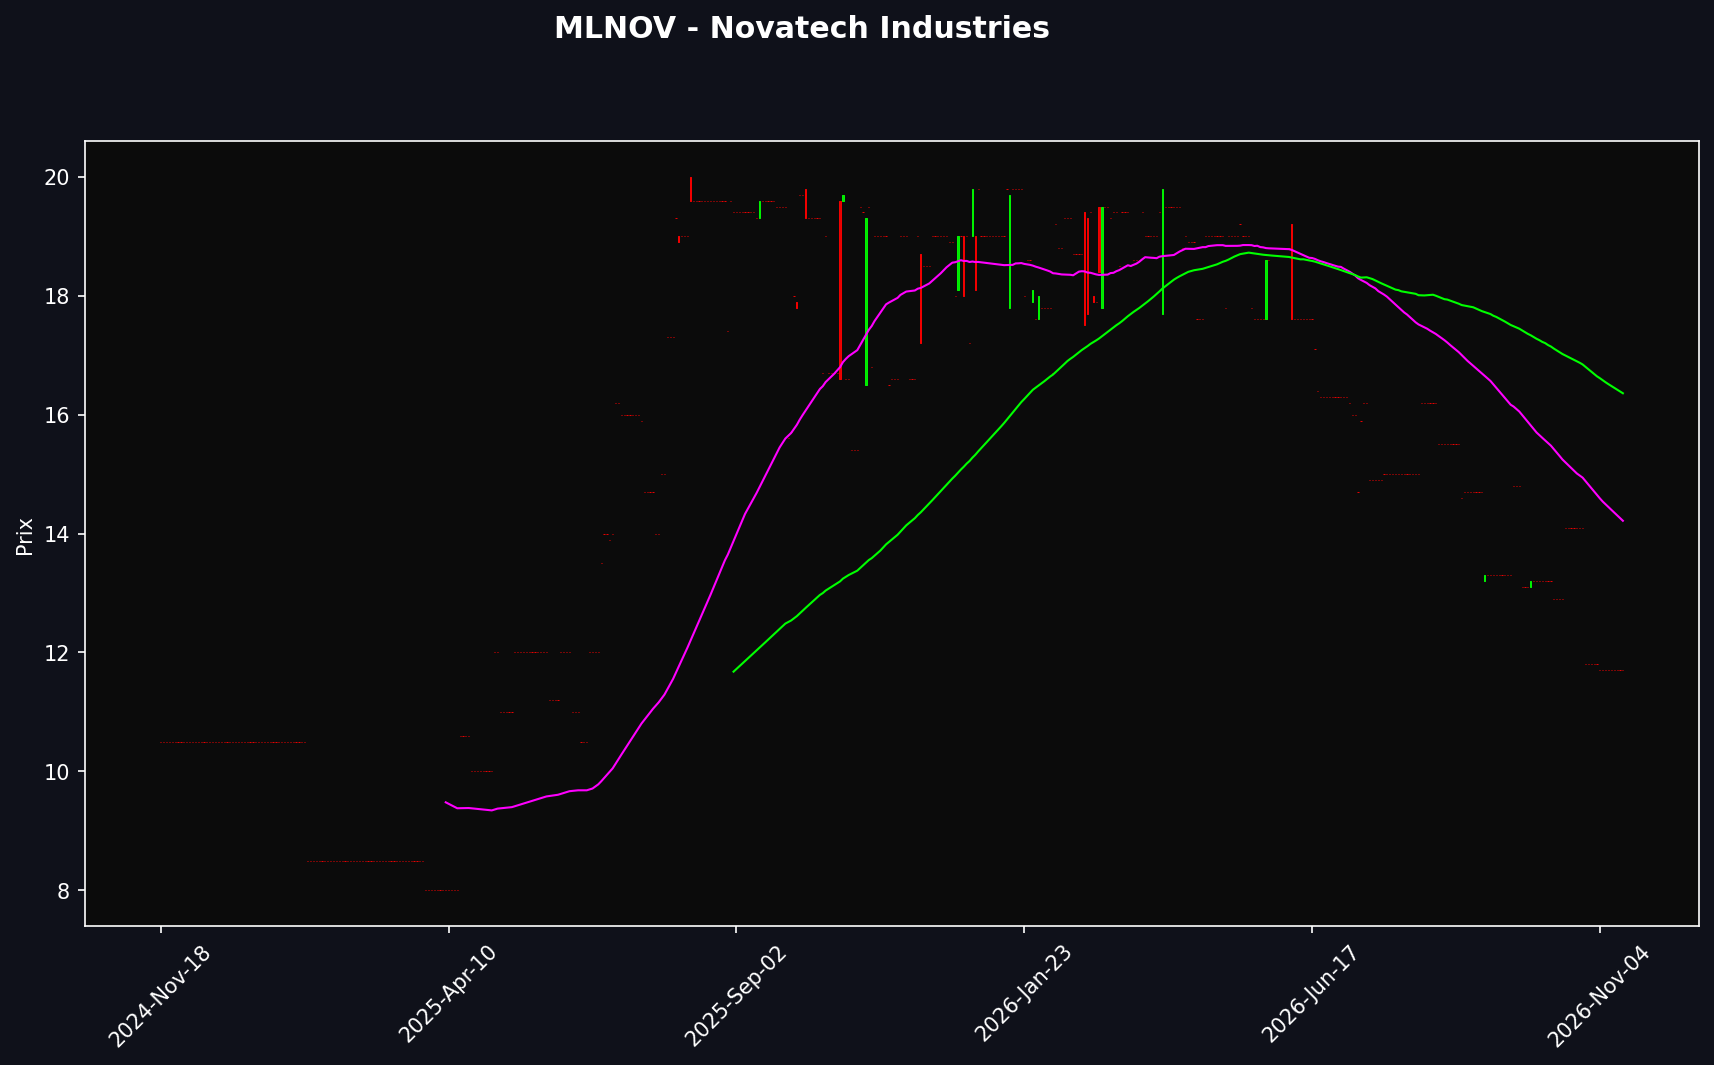 MLNOV - Novatech Industries
20
18
16
14
12
10
8
Prix
2024-Nov-18
2025-Apr-10
2025-Sep-02
2026-Jan-23
2026-Jun-17
2026-Nov-04